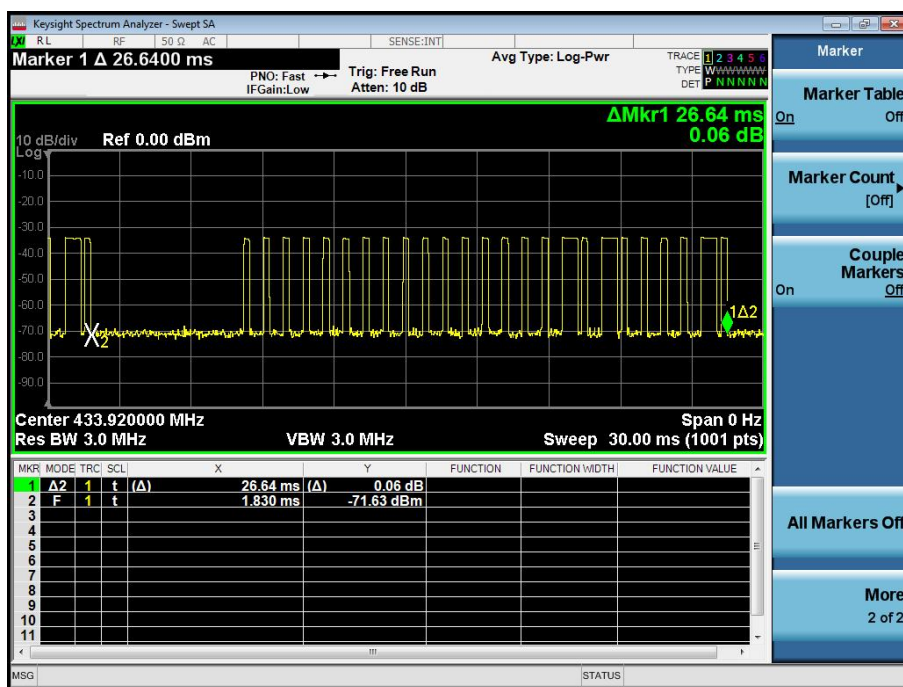 Keysight Spectrum Analyzer - Swept SA
LXI RL RF 50 Ω AC SENSE:INT
Marker 1 Δ 26.6400 ms
PNO: Fast
IFGain:Low
Trig: Free Run
Atten: 10 dB
Avg Type: Log-Pwr
TRACE 1 2 3 4 5 6
TYPE WWWWWW
DET P N N N N N
ΔMkr1 26.64 ms
0.06 dB
10 dB/div Ref 0.00 dBm
Log
-10.0
-20.0
-30.0
-40.0
-50.0
-60.0
-70.0
-80.0
-90.0
X2
1Δ2
Center 433.920000 MHz Span 0 Hz
Res BW 3.0 MHz VBW 3.0 MHz Sweep 30.00 ms (1001 pts)
MKR MODE TRC SCL X Y FUNCTION FUNCTION WIDTH FUNCTION VALUE
1 Δ2 1 t (Δ) 26.64 ms (Δ) 0.06 dB
2 F 1 t 1.830 ms -71.63 dBm
3
4
5
6
7
8
9
10
11
MSG STATUS
Marker
Marker Table
On Off
Marker Count
[Off]
Couple
Markers
On Off
All Markers Off
More
2 of 2